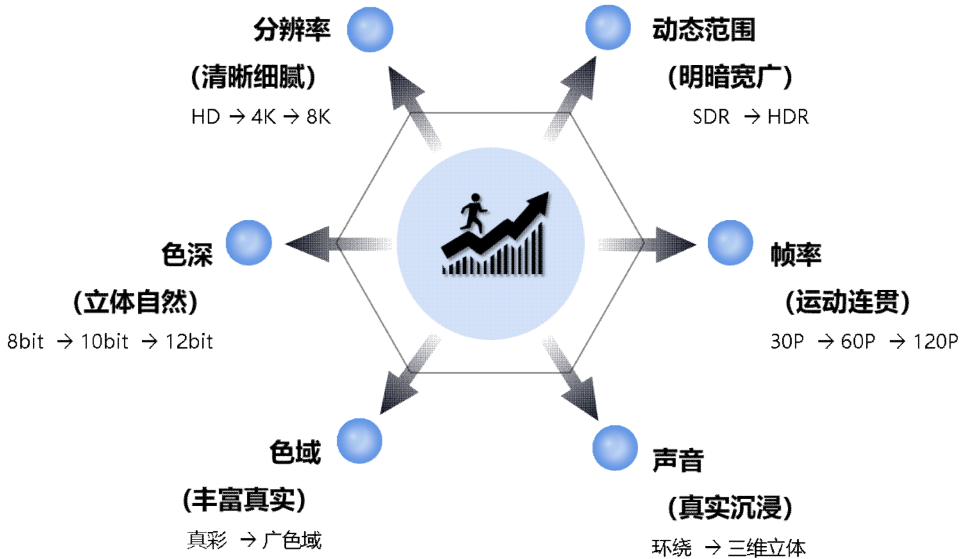 分辨率
（清晰细腻）
HD → 4K → 8K
动态范围
（明暗宽广）
SDR → HDR
色深
（立体自然）
8bit → 10bit → 12bit
帧率
（运动连贯）
30P → 60P → 120P
色域
（丰富真实）
真彩 → 广色域
声音
（真实沉浸）
环绕 → 三维立体